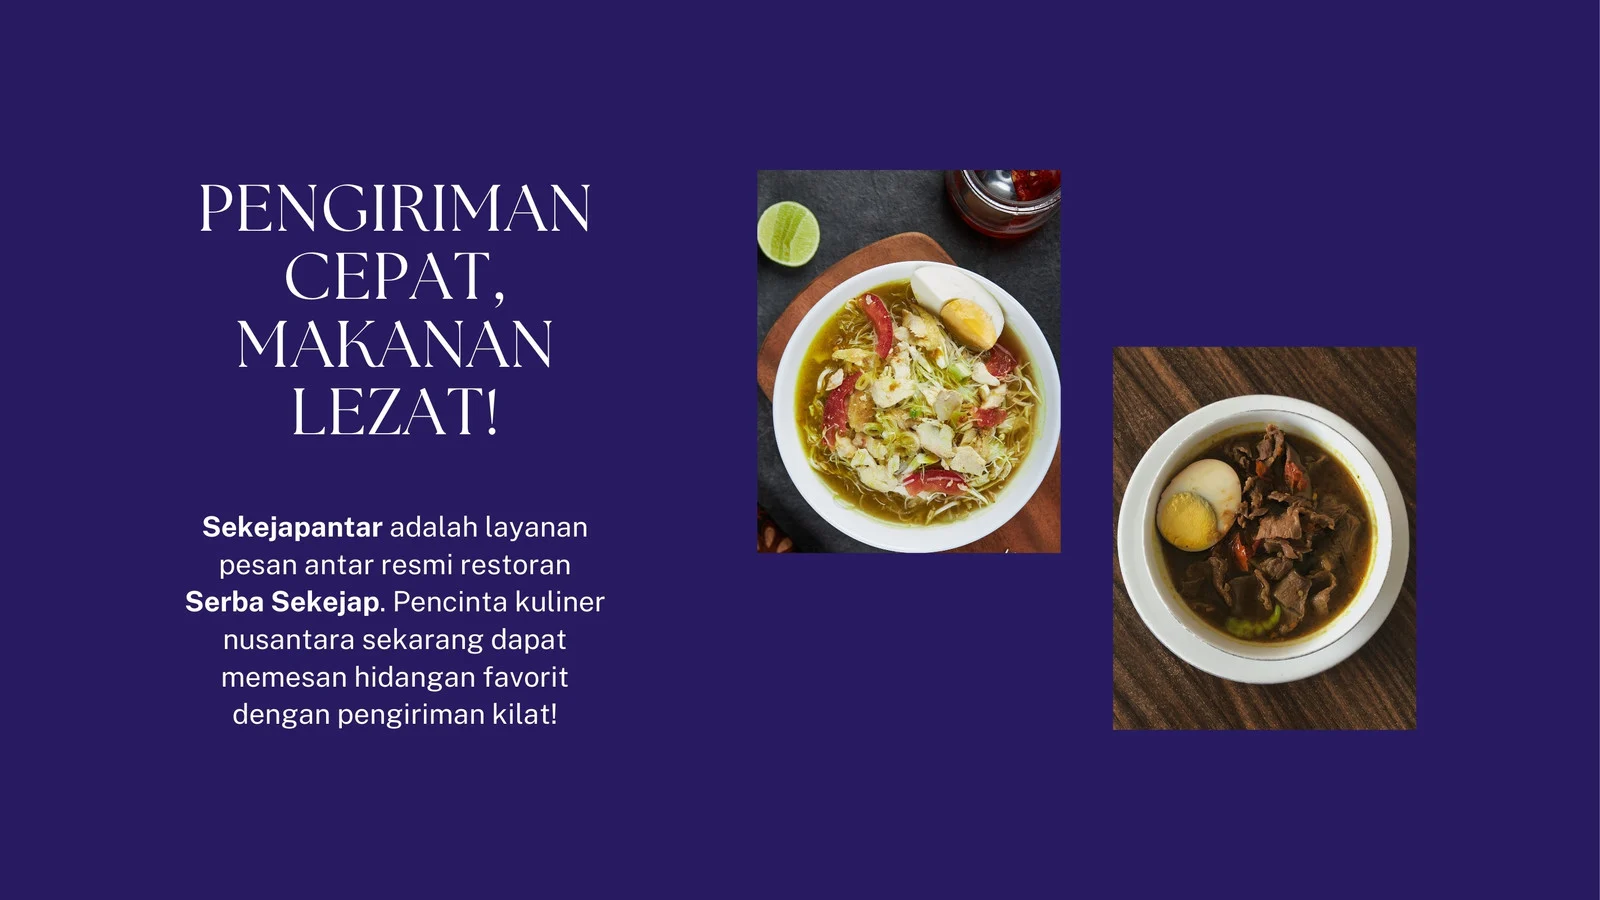 PENGIRIMAN
CEPAT,
MAKANAN
LEZAT!
Sekejapantar adalah layanan
pesan antar resmi restoran
Serba Sekejap. Pencinta kuliner
nusantara sekarang dapat
memesan hidangan favorit
dengan pengiriman kilat!